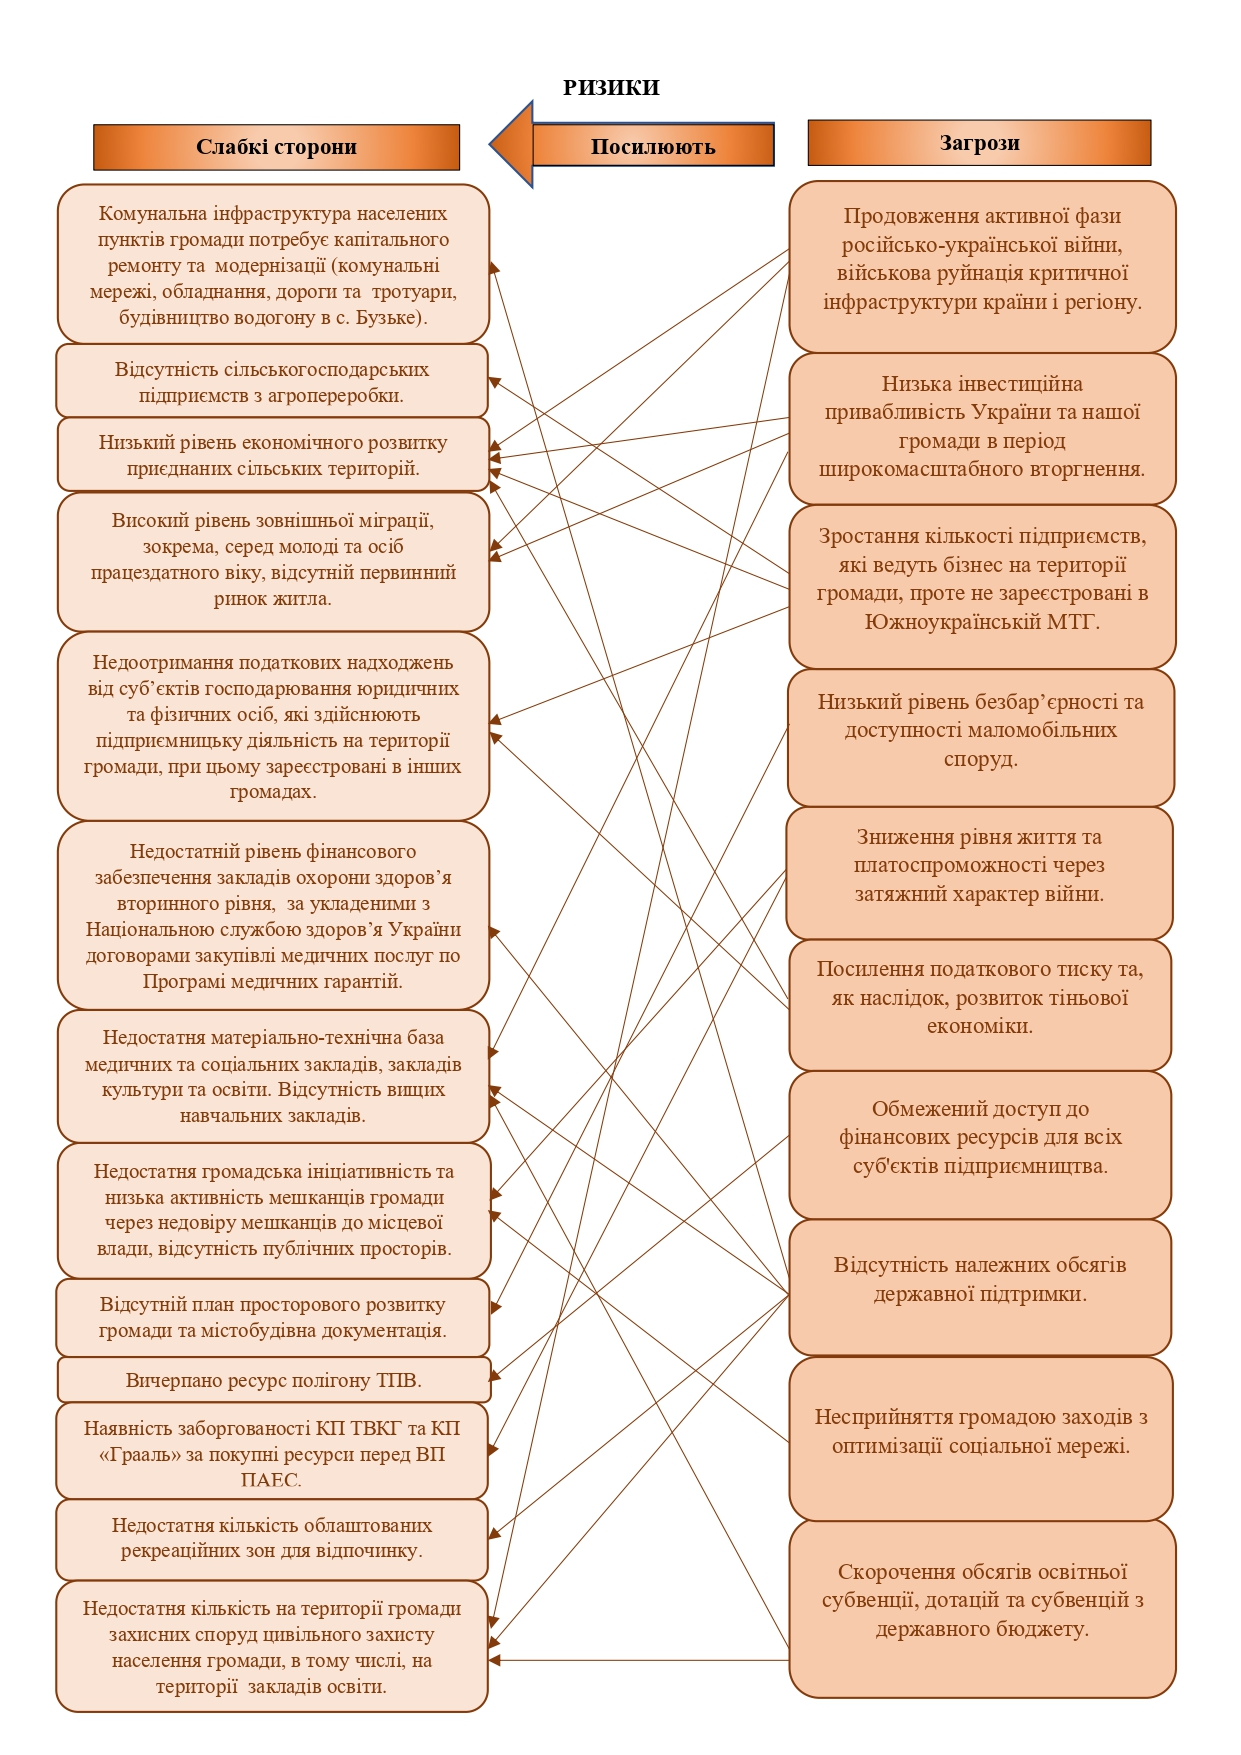 РИЗИКИ
Слабкі сторони
Посилюють
Загрози
Комунальна інфраструктура населених
пунктів громади потребує капітального
ремонту та модернізації (комунальні
мережі, обладнання, дороги та тротуари,
будівництво водогону в с. Бузьке).
Відсутність сільськогосподарських
підприємств з агропереробки.
Низький рівень економічного розвитку
приєднаних сільських територій.
Високий рівень зовнішньої міграції,
зокрема, серед молоді та осіб
працездатного віку, відсутній первинний
ринок житла.
Недоотримання податкових надходжень
від суб’єктів господарювання юридичних
та фізичних осіб, які здійснюють
підприємницьку діяльність на території
громади, при цьому зареєстровані в інших
громадах.
Недостатній рівень фінансового
забезпечення закладів охорони здоров’я
вторинного рівня, за укладеними з
Національною службою здоров’я України
договорами закупівлі медичних послуг по
Програмі медичних гарантій.
Недостатня матеріально-технічна база
медичних та соціальних закладів, закладів
культури та освіти. Відсутність вищих
навчальних закладів.
Недостатня громадська ініціативність та
низька активність мешканців громади
через недовіру мешканців до місцевої
влади, відсутність публічних просторів.
Відсутній план просторового розвитку
громади та містобудівна документація.
Вичерпано ресурс полігону ТПВ.
Наявність заборгованості КП ТВКГ та КП
«Грааль» за покупні ресурси перед ВП
ПАЕС.
Недостатня кількість облаштованих
рекреаційних зон для відпочинку.
Недостатня кількість на території громади
захисних споруд цивільного захисту
населення громади, в тому числі, на
території закладів освіти.
Продовження активної фази
російсько-української війни,
військова руйнація критичної
інфраструктури країни і регіону.
Низька інвестиційна
привабливість України та нашої
громади в період
широкомасштабного вторгнення.
Зростання кількості підприємств,
які ведуть бізнес на території
громади, проте не зареєстровані в
Южноукраїнській МТГ.
Низький рівень безбар’єрності та
доступності маломобільних
споруд.
Зниження рівня життя та
платоспроможності через
затяжний характер війни.
Посилення податкового тиску та,
як наслідок, розвиток тіньової
економіки.
Обмежений доступ до
фінансових ресурсів для всіх
суб'єктів підприємництва.
Відсутність належних обсягів
державної підтримки.
Несприйняття громадою заходів з
оптимізації соціальної мережі.
Скорочення обсягів освітньої
субвенції, дотацій та субвенцій з
державного бюджету.